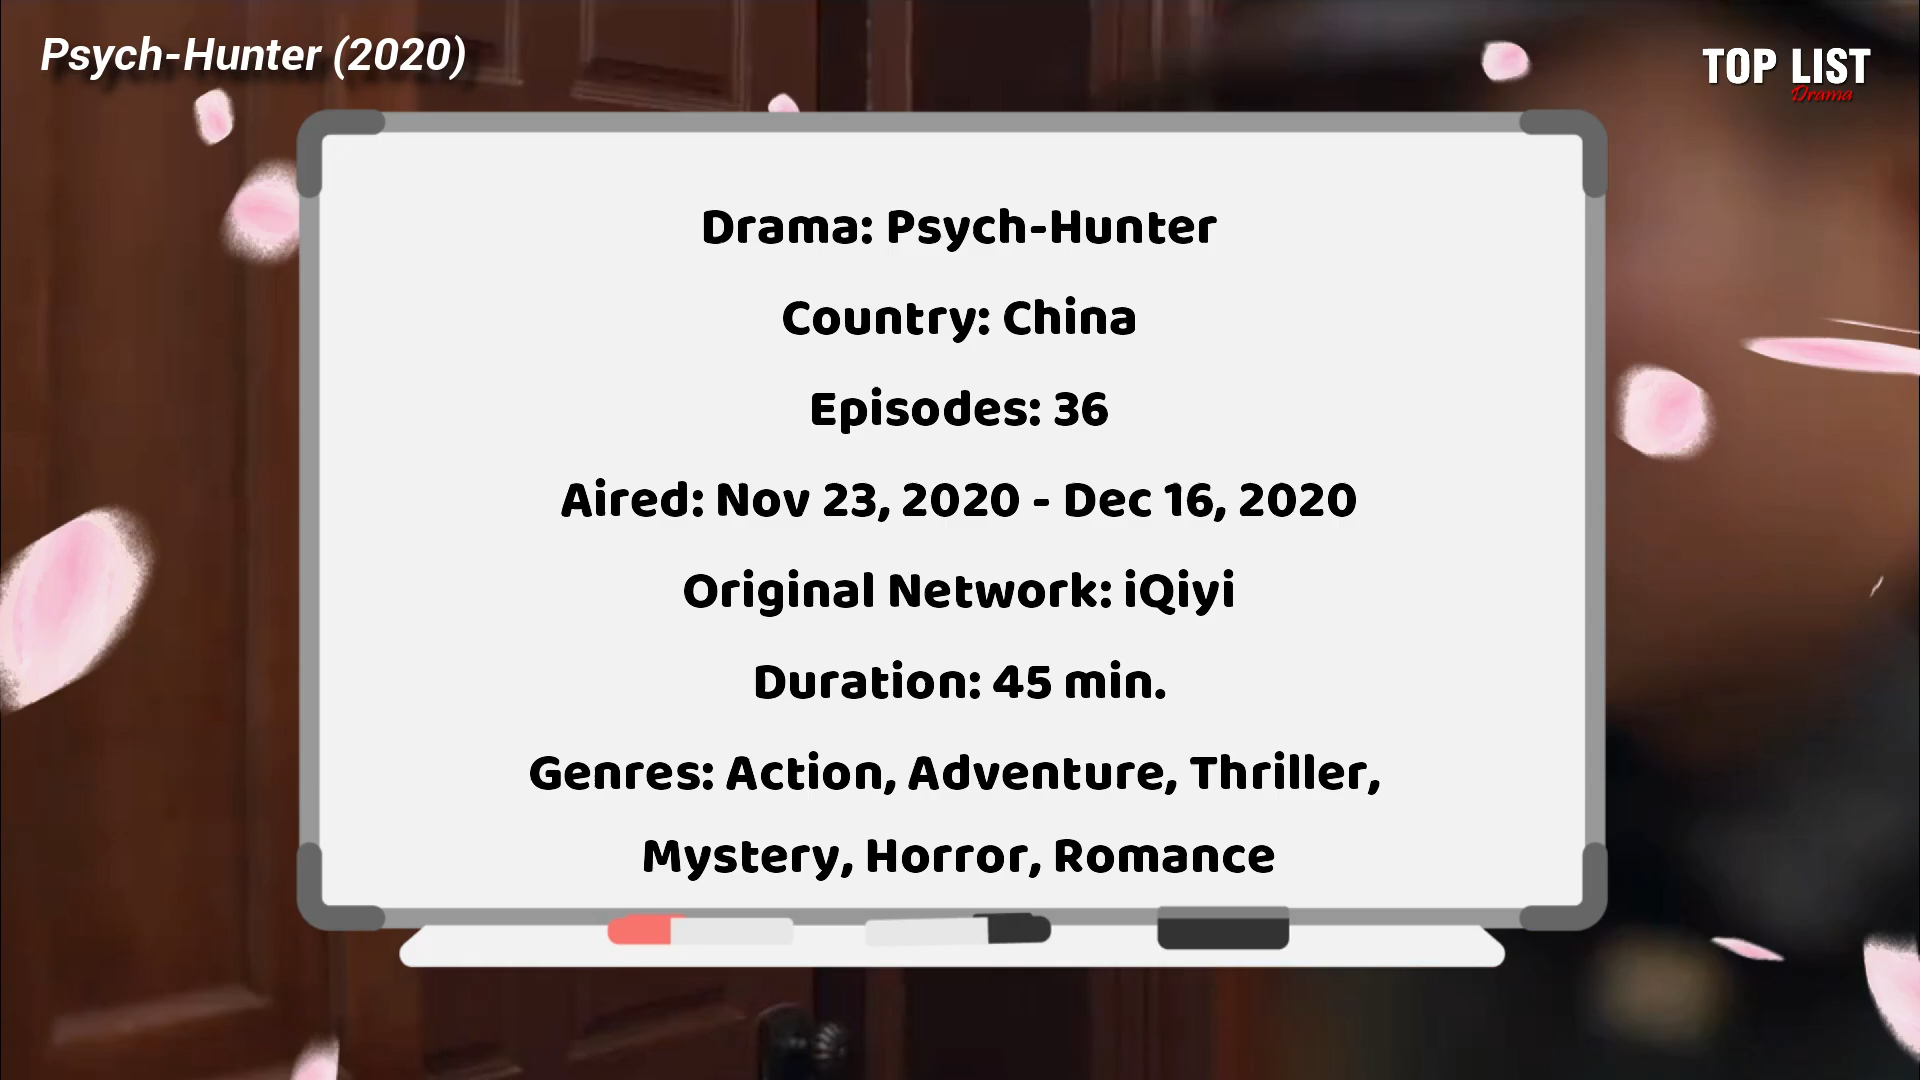 Psych-Hunter (2020)
TOP LIST
Drama
Drama: Psych-Hunter
Country: China
Episodes: 36
Aired: Nov 23, 2020 - Dec 16, 2020
Original Network: iQiyi
Duration: 45 min.
Genres: Action, Adventure, Thriller,
Mystery, Horror, Romance